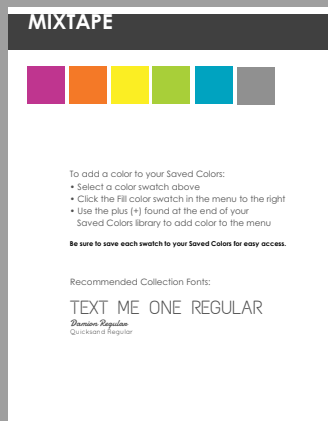 MIXTAPE
To add a color to your Saved Colors:
• Select a color swatch above
• Click the Fill color swatch in the menu to the right
• Use the plus (+) found at the end of your
Saved Colors library to add color to the menu
Be sure to save each swatch to your Saved Colors for easy access.
Recommended Collection Fonts:
TEXT ME ONE REGULAR
Damion Regular
Quicksand Regular